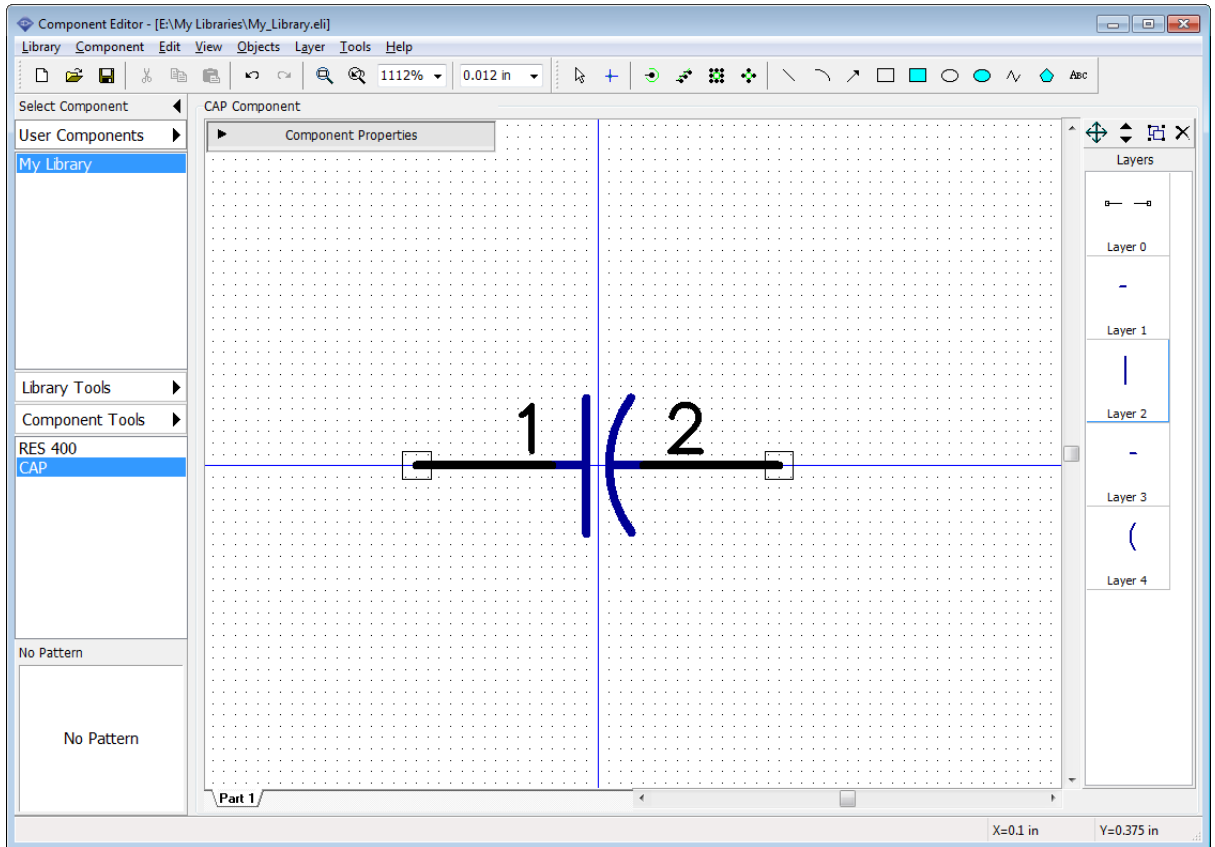 Component Editor - [E:\My Libraries\My_Library.eli]
Library Component Edit View Objects Layer Tools Help
1112% 0.012 in ABC
Select Component
CAP Component
User Components
Component Properties
My Library
Layers
Layer 0
Layer 1
Layer 2
Layer 3
Layer 4
Library Tools
Component Tools
RES 400
CAP
1 2
No Pattern
No Pattern
Part 1
X=0.1 in Y=0.375 in